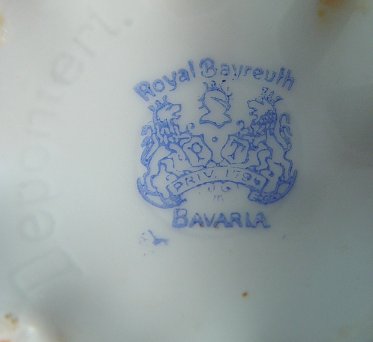 Royal Bayreuth
PRIV. 1794
BAVARIA
Deponiert.